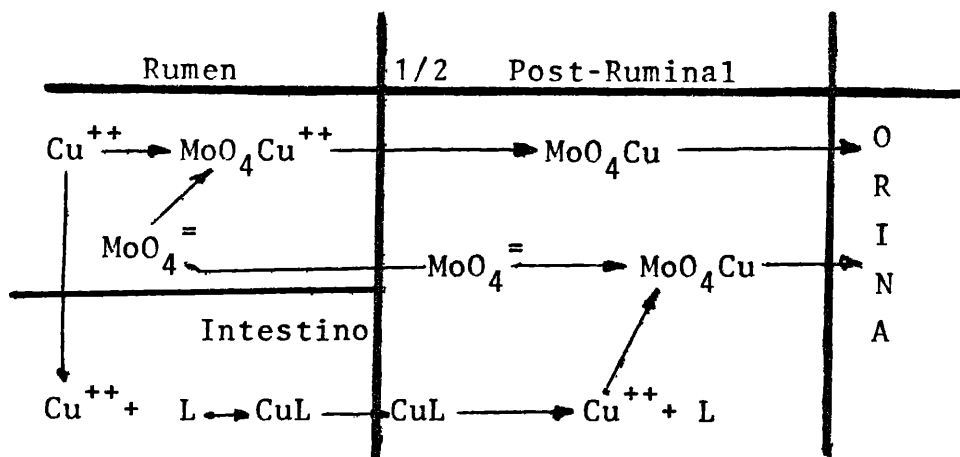 Rumen 1/2 Post-Ruminal
Cu++ → MoO4Cu++ → MoO4Cu → O
R
MoO4= MoO4= → MoO4Cu → I
Intestino N
A
Cu++ + L ↔ CuL → CuL → Cu++ + L